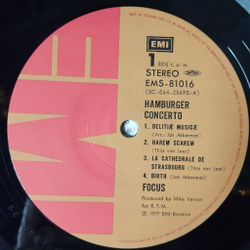 EMI
EMI
1 33⅓ r.p.m.
STEREO
EMS-81016
(5C-064-25693-A)
HAMBURGER
CONCERTO
1. DELITIÆ MUSICÆ
(Arr. Jan Akkerman)
2. HAREM SCAREM
(Thijs van Leer)
3. LA CATHEDRALE DE
STRASBOURG (Thijs van Leer)
4. BIRTH (Jan Akkerman)
FOCUS
Produced by Mike Vernon
for R.T.M.
℗ 1977 EMI-Bovema